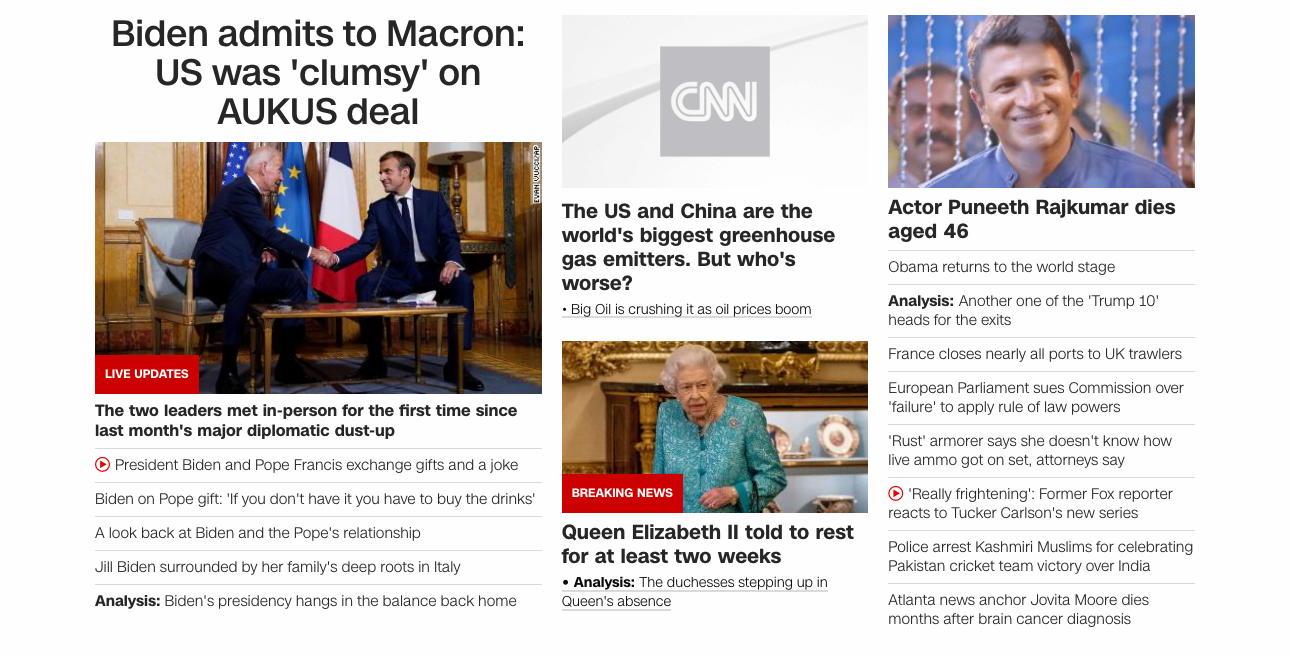 Biden admits to Macron:
US was 'clumsy' on
AUKUS deal
EVAN VUCCI/AP
LIVE UPDATES
The two leaders met in-person for the first time since
last month's major diplomatic dust-up
President Biden and Pope Francis exchange gifts and a joke
Biden on Pope gift: 'If you don't have it you have to buy the drinks'
A look back at Biden and the Pope's relationship
Jill Biden surrounded by her family's deep roots in Italy
Analysis: Biden's presidency hangs in the balance back home
CNN
The US and China are the
world's biggest greenhouse
gas emitters. But who's
worse?
• Big Oil is crushing it as oil prices boom
BREAKING NEWS
Queen Elizabeth II told to rest
for at least two weeks
• Analysis: The duchesses stepping up in
Queen's absence
Actor Puneeth Rajkumar dies
aged 46
Obama returns to the world stage
Analysis: Another one of the 'Trump 10'
heads for the exits
France closes nearly all ports to UK trawlers
European Parliament sues Commission over
'failure' to apply rule of law powers
'Rust' armorer says she doesn't know how
live ammo got on set, attorneys say
'Really frightening': Former Fox reporter
reacts to Tucker Carlson's new series
Police arrest Kashmiri Muslims for celebrating
Pakistan cricket team victory over India
Atlanta news anchor Jovita Moore dies
months after brain cancer diagnosis